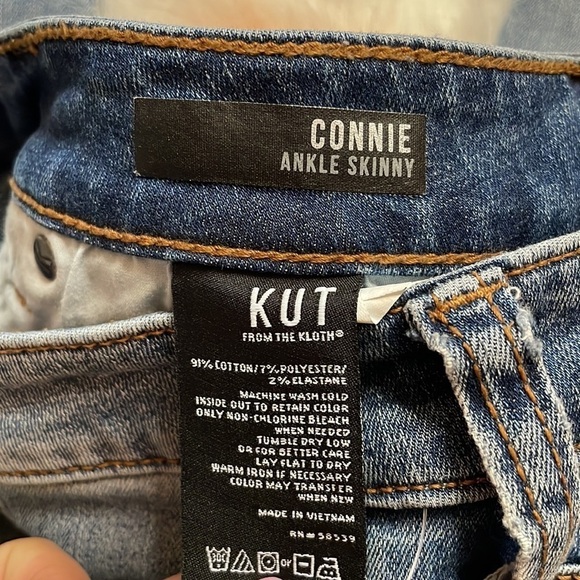 CONNIE
ANKLE SKINNY
KUT
FROM THE KLOTH®
91% COTTON/7% POLYESTER/
2% ELASTANE
MACHINE WASH COLD
INSIDE OUT TO RETAIN COLOR
ONLY NON-CHLORINE BLEACH
WHEN NEEDED
TUMBLE DRY LOW
OR FOR BETTER CARE
LAY FLAT TO DRY
WARM IRON IF NECESSARY
COLOR MAY TRANSFER
WHEN NEW
MADE IN VIETNAM
RN# 58539
or